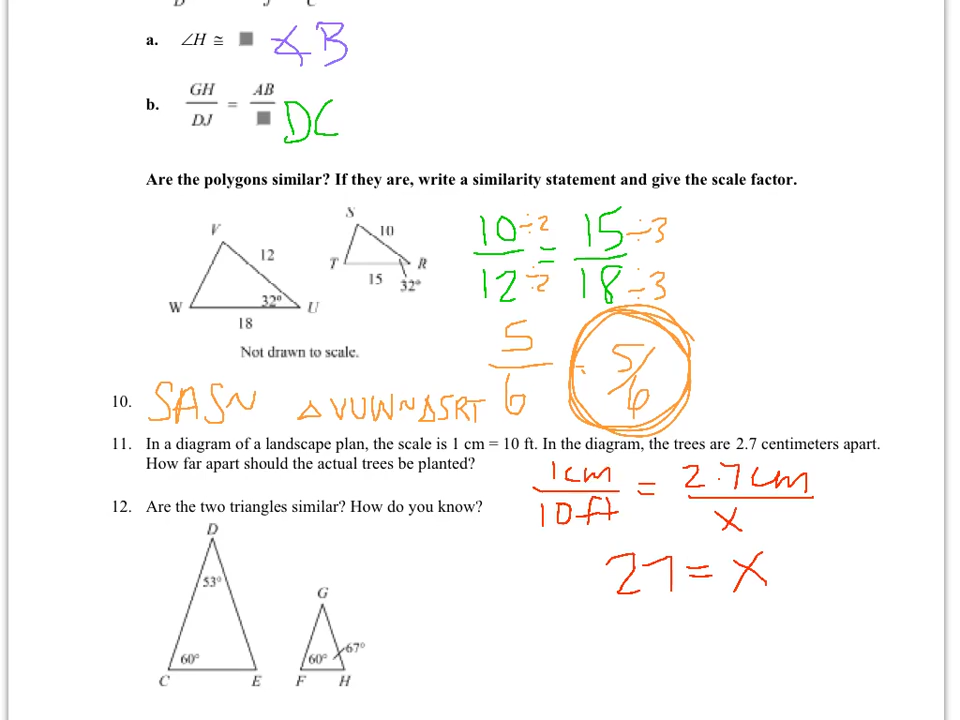 a. ∠H ≅ ■ ∡B
b. GH/DJ = AB/■ DC
Are the polygons similar? If they are, write a similarity statement and give the scale factor.
V
12
W
32°
U
18
S
10
T
R
15
32°
Not drawn to scale.
10÷2 = 15÷3
12÷2 18÷3
5/6 = 5/6
10. SAS~ △VUW~△SRT
11. In a diagram of a landscape plan, the scale is 1 cm = 10 ft. In the diagram, the trees are 2.7 centimeters apart.
How far apart should the actual trees be planted?
1cm/10ft = 2.7cm/x
27 = x
12. Are the two triangles similar? How do you know?
D
53°
60°
C
E
G
67°
60°
F
H